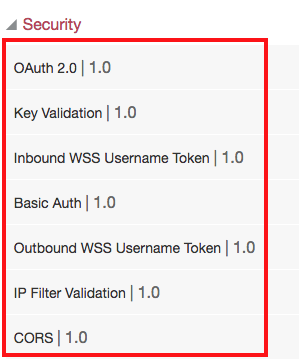 Security
OAuth 2.0 | 1.0
Key Validation | 1.0
Inbound WSS Username Token | 1.0
Basic Auth | 1.0
Outbound WSS Username Token | 1.0
IP Filter Validation | 1.0
CORS | 1.0